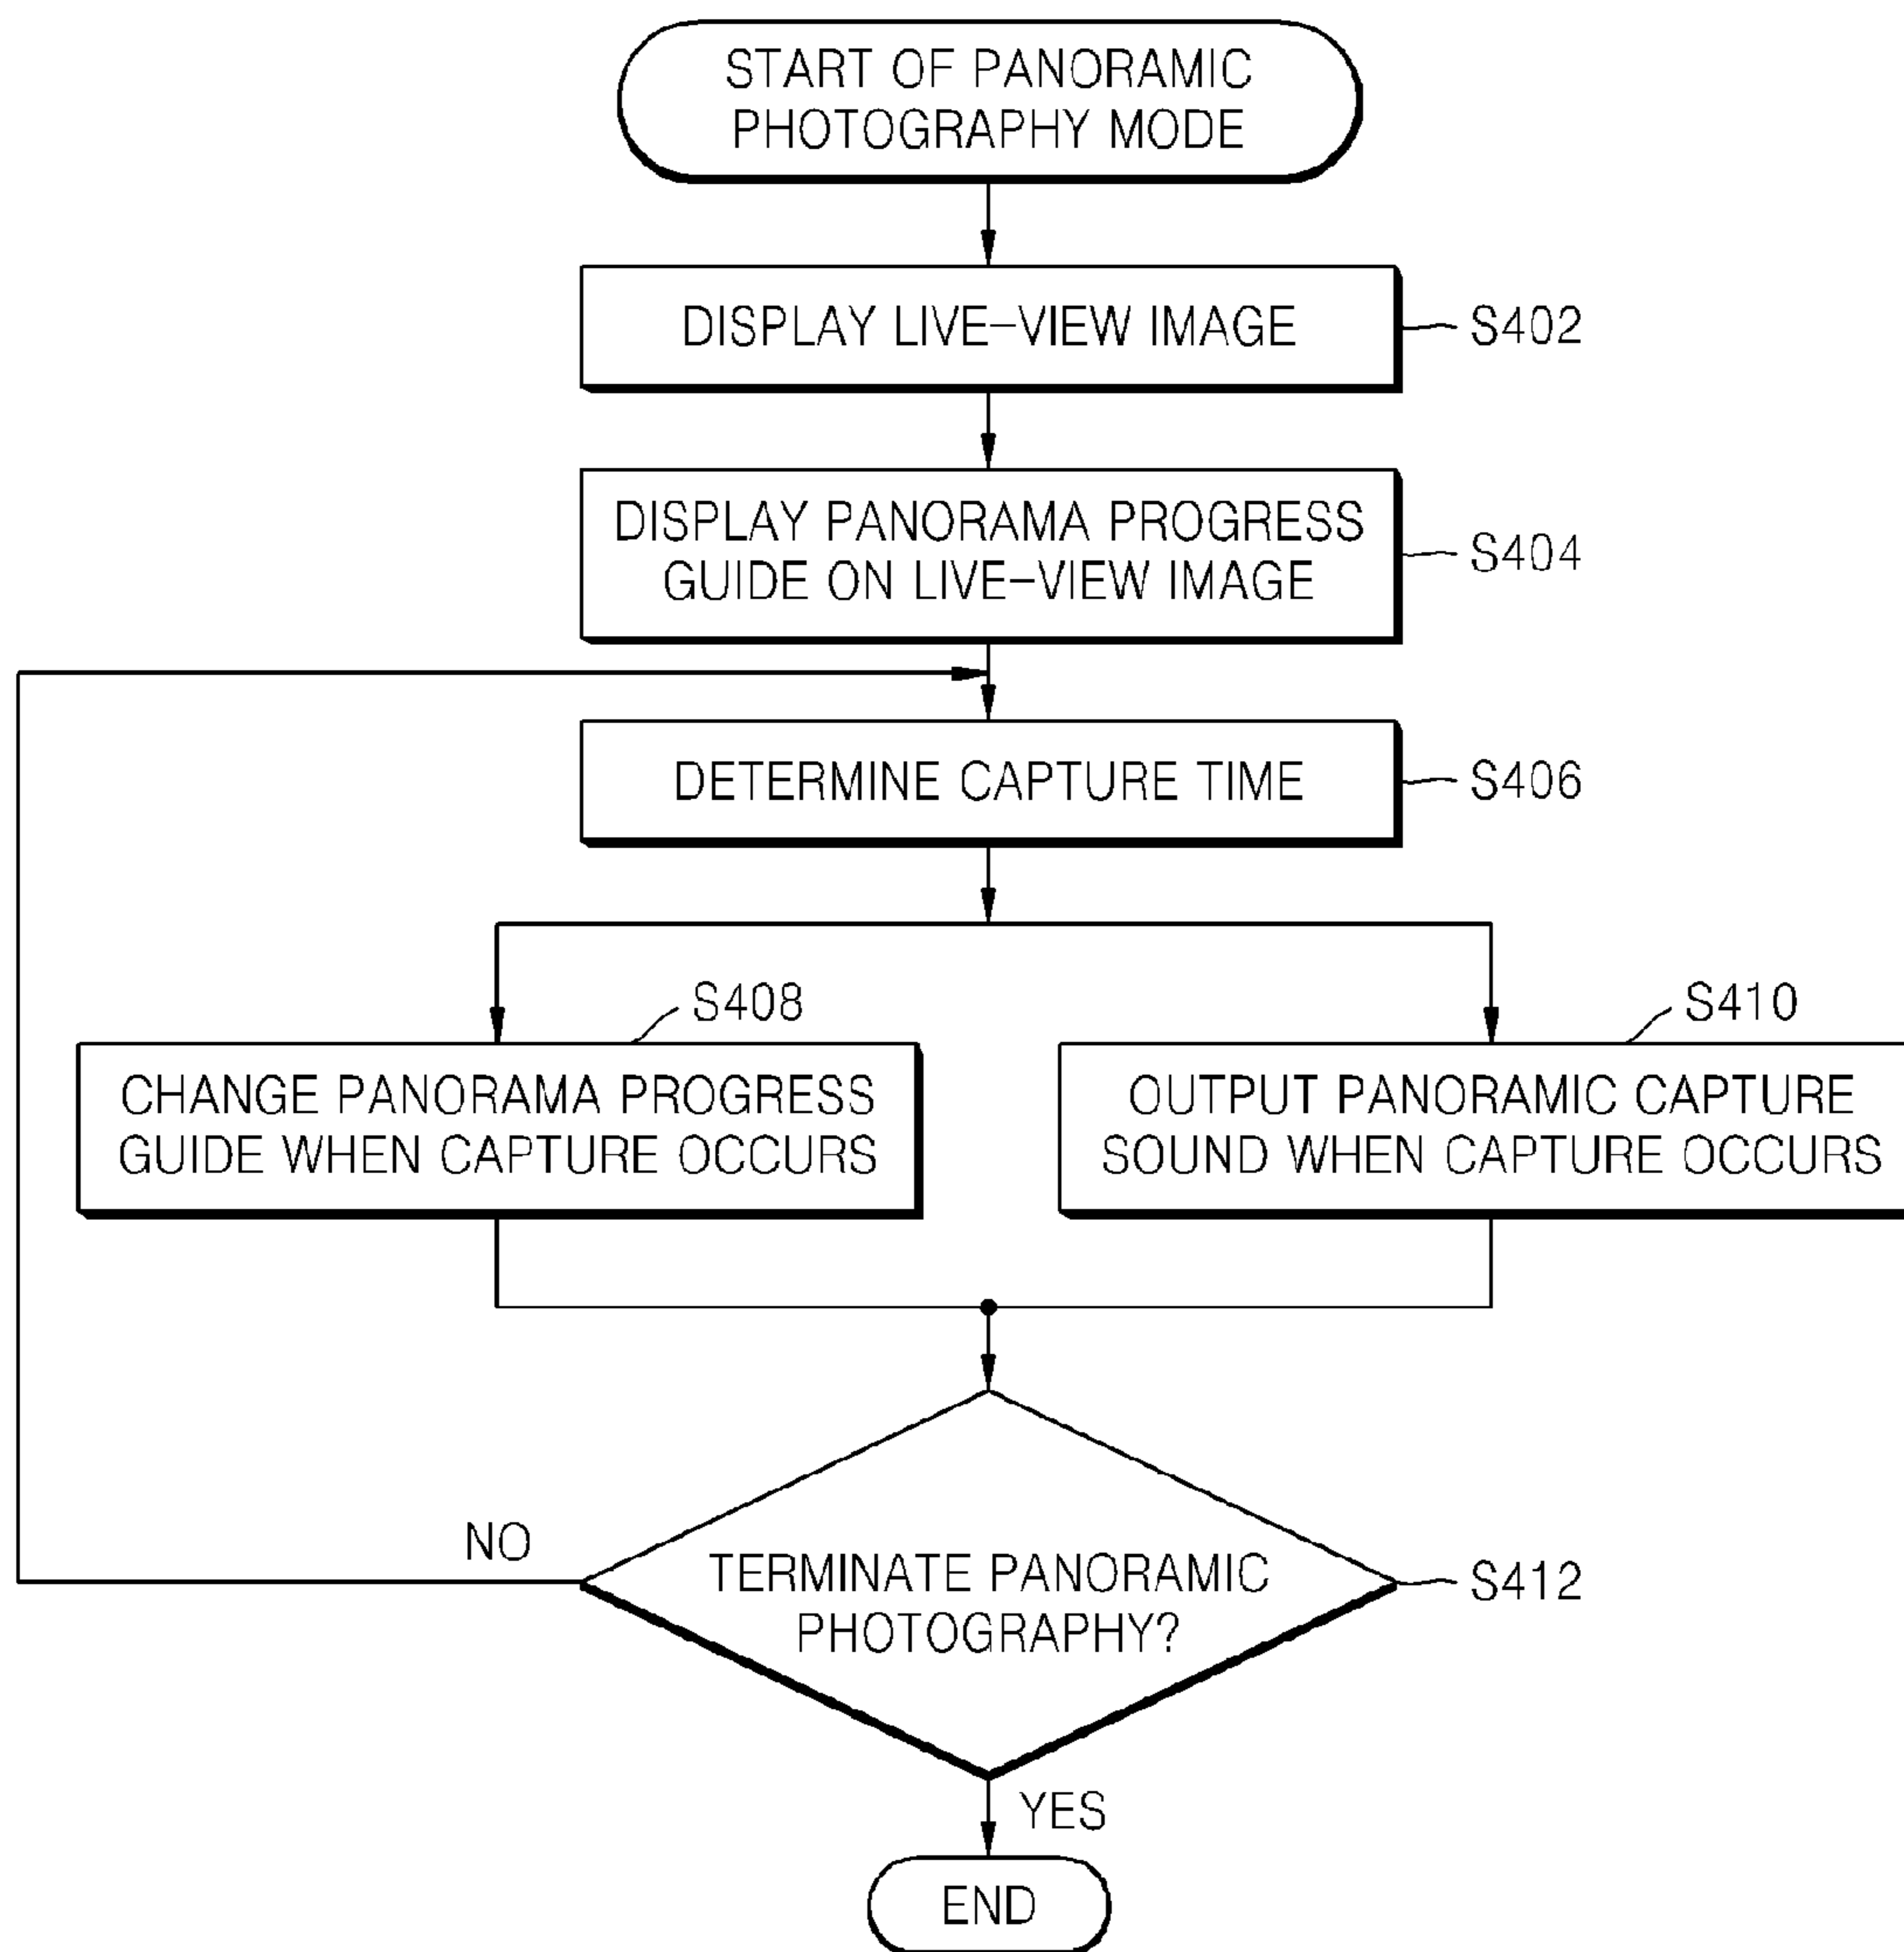 START OF PANORAMIC
PHOTOGRAPHY MODE
DISPLAY LIVE-VIEW IMAGE
S402
DISPLAY PANORAMA PROGRESS
GUIDE ON LIVE-VIEW IMAGE
S404
DETERMINE CAPTURE TIME
S406
S408
CHANGE PANORAMA PROGRESS
GUIDE WHEN CAPTURE OCCURS
S410
OUTPUT PANORAMIC CAPTURE
SOUND WHEN CAPTURE OCCURS
NO
TERMINATE PANORAMIC
PHOTOGRAPHY?
S412
YES
END